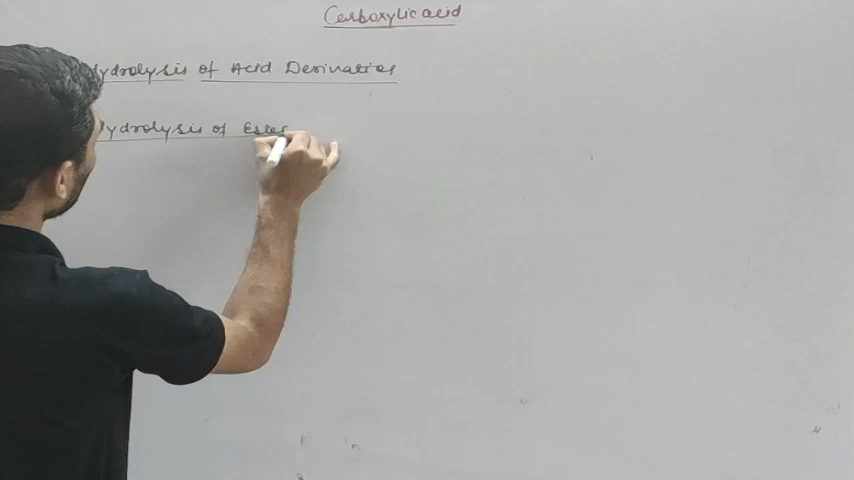 Carboxylic acid
ydrolysis of Acid Derivaties
ydrolysis of Ester